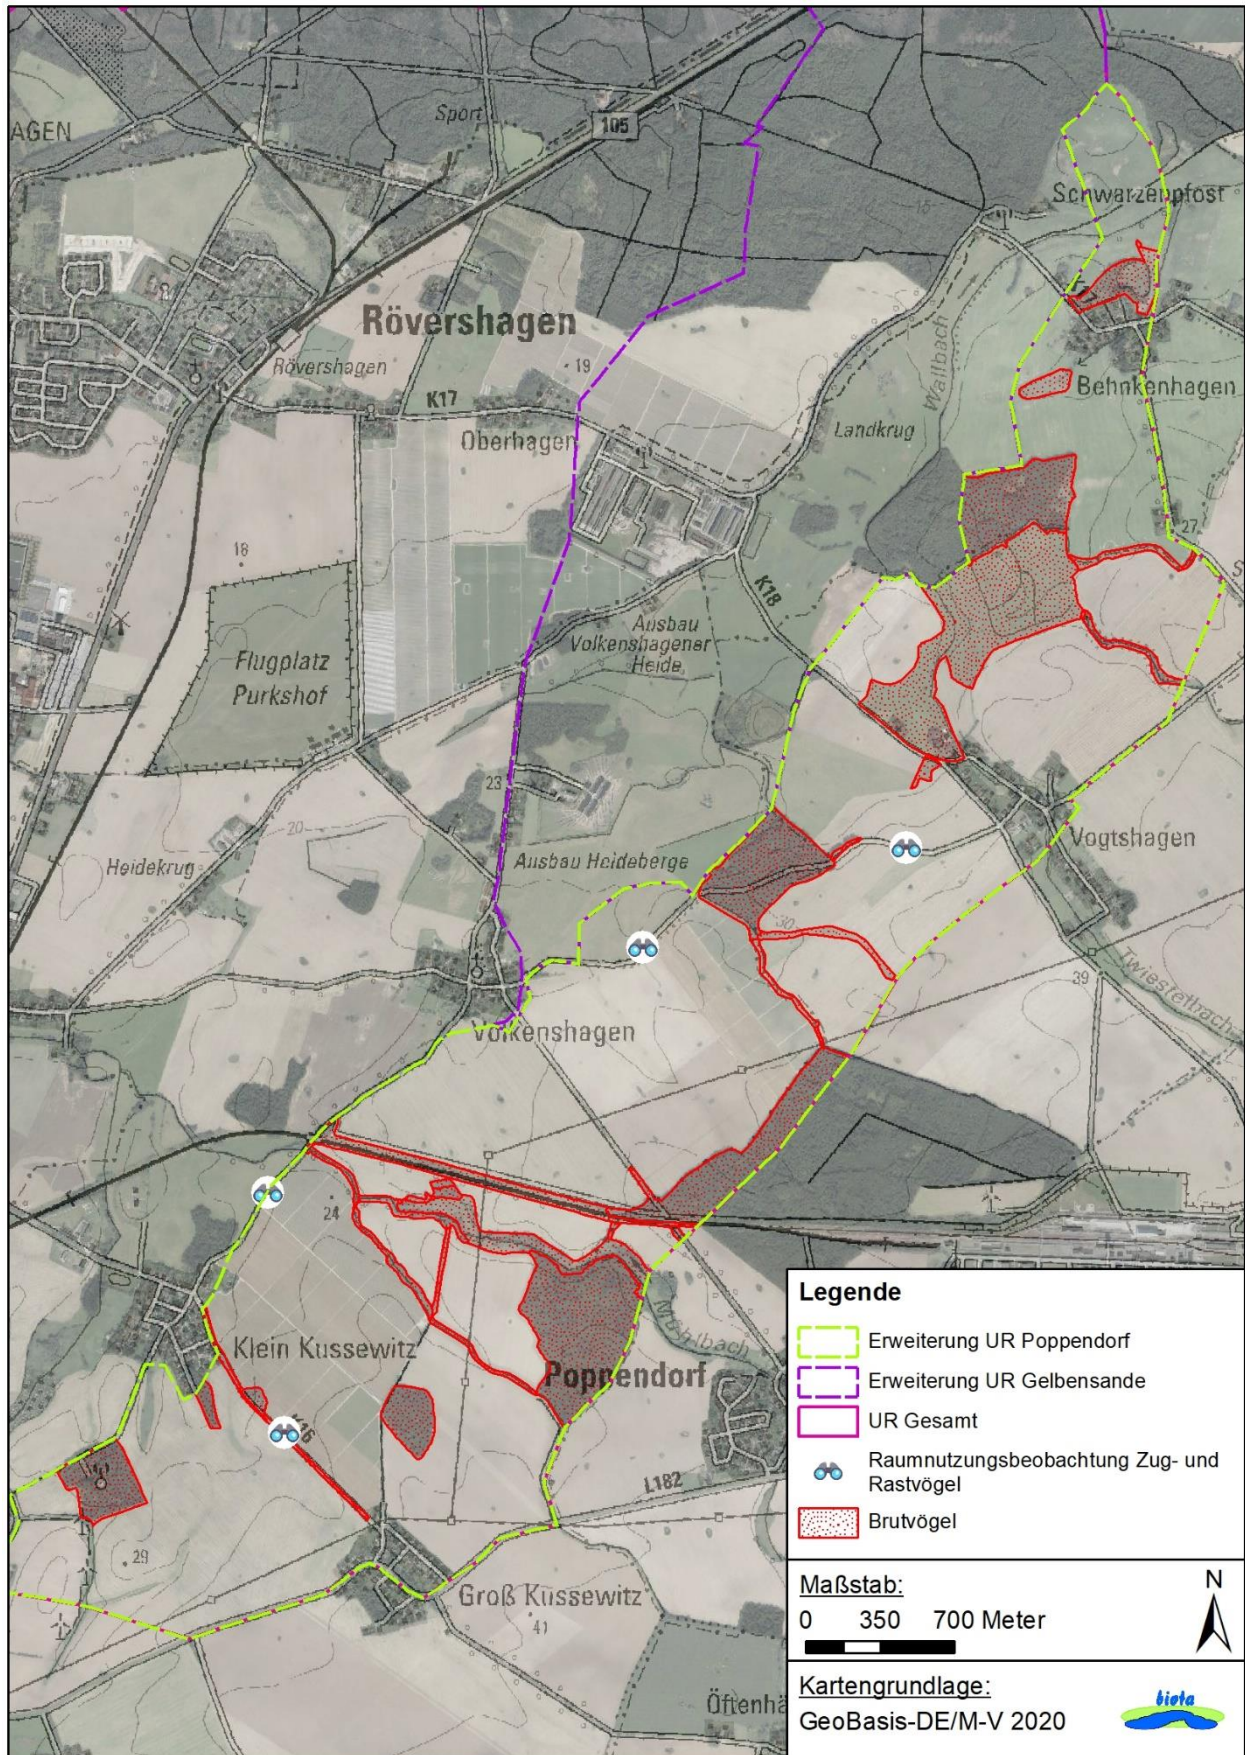 AGEN
Sport
105
Schwarzenpfost
Rövershagen
Rövershagen
19
K17
K17
Wallbach
Behnkenhagen
Oberhagen
Landkrug
27
18
K18
Flugplatz
Purkshof
Ausbau
Volkenshagener
Heide
23
20
Heidekrug
Ausbau Heideberge
Vogtshagen
30
39
Twiestelbach
Volkenshagen
24
Klein Kussewitz
Mühlbach
Poppendorf
K16
L182
29
Groß Kussewitz
41
Öftenhä
Legende
Erweiterung UR Poppendorf
Erweiterung UR Gelbensande
UR Gesamt
Raumnutzungsbeobachtung Zug- und
Rastvögel
Brutvögel
Maßstab:
0 350 700 Meter
N
Kartengrundlage:
GeoBasis-DE/M-V 2020
biota